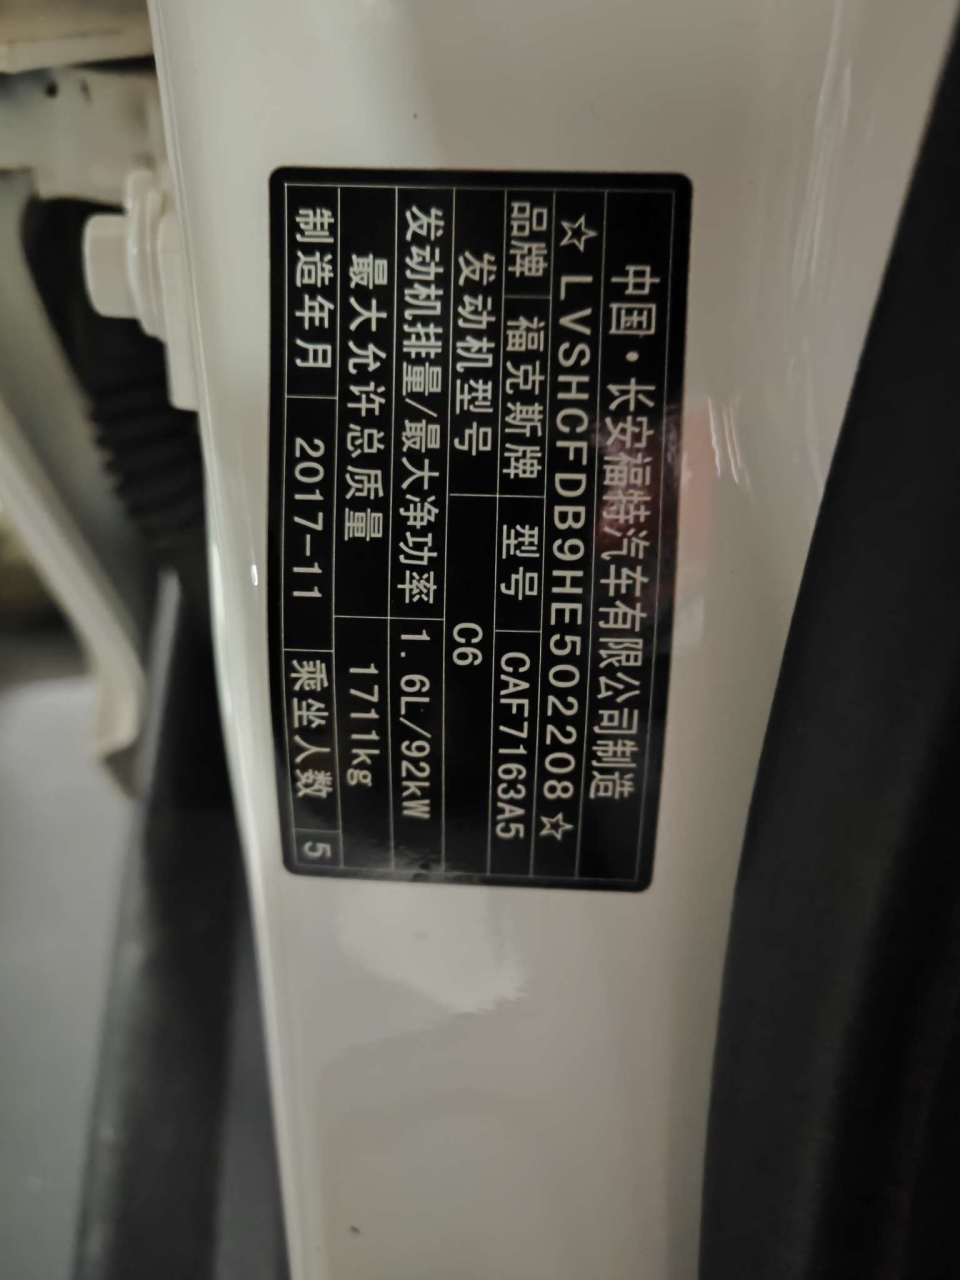 中国·长安福特汽车有限公司制造
☆LVSHCFDB9HE502208☆
品牌 福克斯牌 型号 CAF7163A5
发动机型号 C6
发动机排量/最大净功率 1.6L/92kW
最大允许总质量 1711kg
制造年月 2017-11 乘坐人数 5